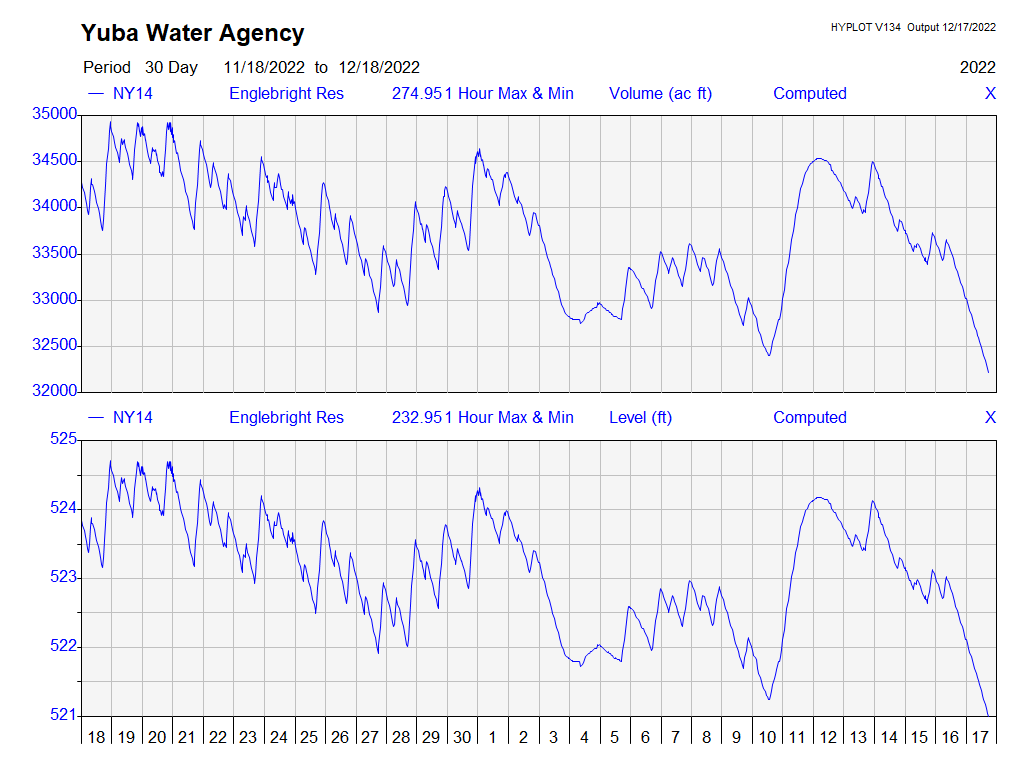 Yuba Water Agency
HYPLOT V134 Output 12/17/2022
Period 30 Day 11/18/2022 to 12/18/2022 2022
NY14 Englebright Res 274.951 Hour Max & Min Volume (ac ft) Computed X
35000
34500
34000
33500
33000
32500
32000
NY14 Englebright Res 232.951 Hour Max & Min Level (ft) Computed X
525
524
523
522
521
18 19 20 21 22 23 24 25 26 27 28 29 30 1 2 3 4 5 6 7 8 9 10 11 12 13 14 15 16 17